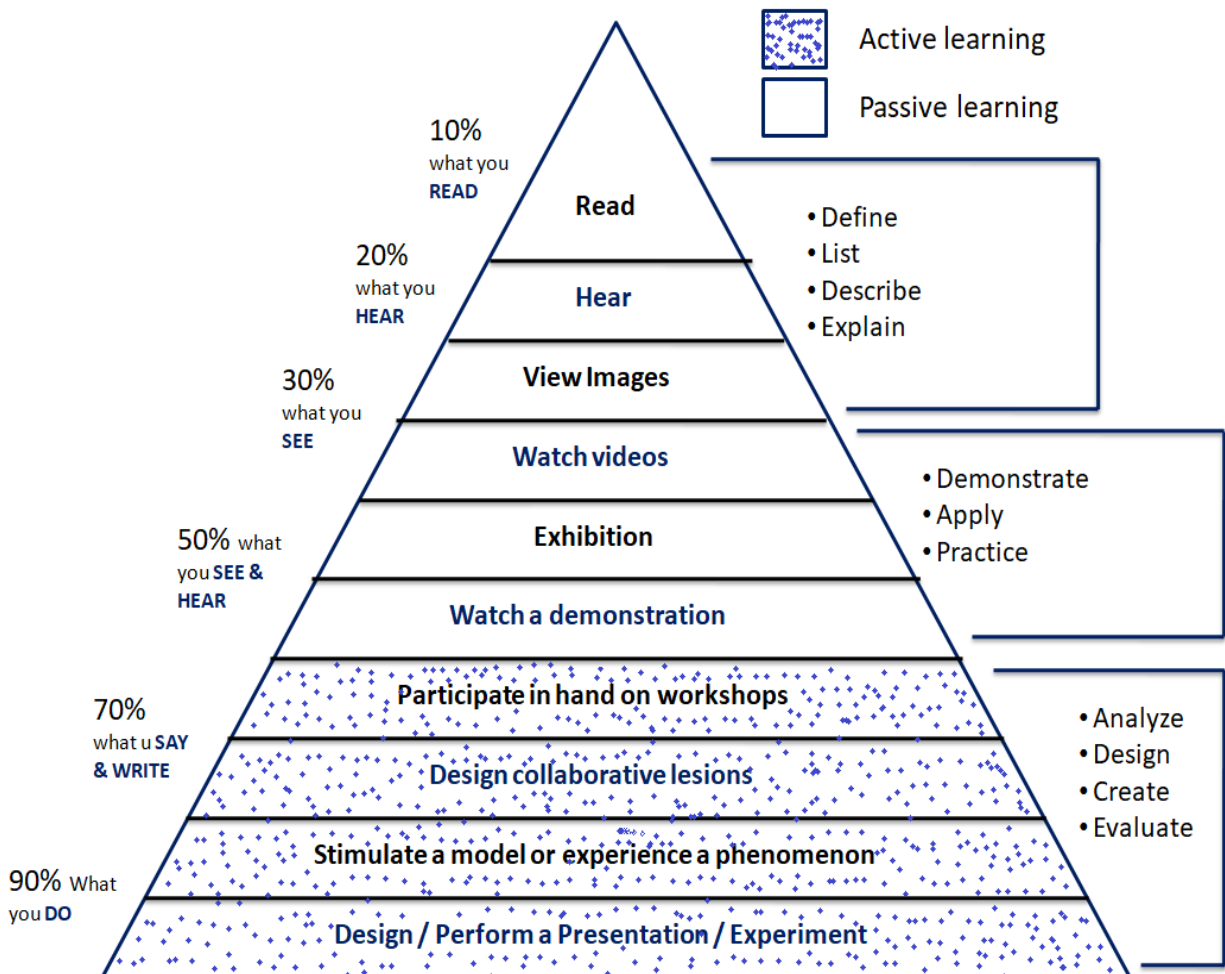 Active learning
Passive learning
10%
what you
READ
Read
• Define
• List
• Describe
• Explain
20%
what you
HEAR
Hear
30%
what you
SEE
View Images
Watch videos
• Demonstrate
• Apply
• Practice
50% what
you SEE &
HEAR
Exhibition
Watch a demonstration
70%
what u SAY
& WRITE
Participate in hand on workshops
Design collaborative lesions
• Analyze
• Design
• Create
• Evaluate
90% What
you DO
Stimulate a model or experience a phenomenon
Design / Perform a Presentation / Experiment